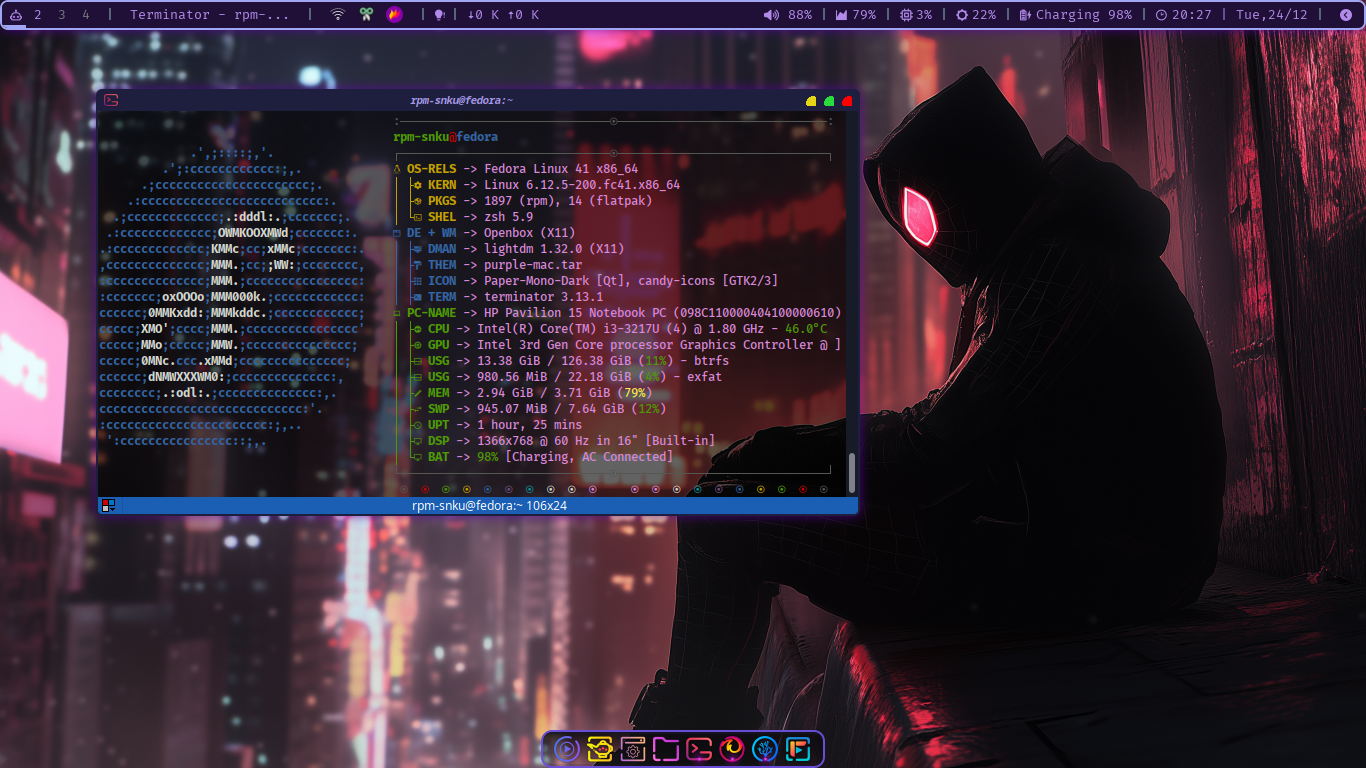 2 3 4 | Terminator - rpm-... | | | ↓0 K ↑0 K
88% | 79% | 3% | 22% | Charging 98% | 20:27 | Tue,24/12 |
rpm-snku@fedora:~
rpm-snku@fedora
OS-RELS -> Fedora Linux 41 x86_64
KERN -> Linux 6.12.5-200.fc41.x86_64
PKGS -> 1897 (rpm), 14 (flatpak)
SHEL -> zsh 5.9
DE + WM -> Openbox (X11)
DMAN -> lightdm 1.32.0 (X11)
THEM -> purple-mac.tar
ICON -> Paper-Mono-Dark [Qt], candy-icons [GTK2/3]
TERM -> terminator 3.13.1
PC-NAME -> HP Pavilion 15 Notebook PC (098C110000404100000610)
CPU -> Intel(R) Core(TM) i3-3217U (4) @ 1.80 GHz - 46.0°C
GPU -> Intel 3rd Gen Core processor Graphics Controller @ ]
USG -> 13.38 GiB / 126.38 GiB (11%) - btrfs
USG -> 980.56 MiB / 22.18 GiB (4%) - exfat
MEM -> 2.94 GiB / 3.71 GiB (79%)
SWP -> 945.07 MiB / 7.64 GiB (12%)
UPT -> 1 hour, 25 mins
DSP -> 1366x768 @ 60 Hz in 16" [Built-in]
BAT -> 98% [Charging, AC Connected]
rpm-snku@fedora:~ 106x24